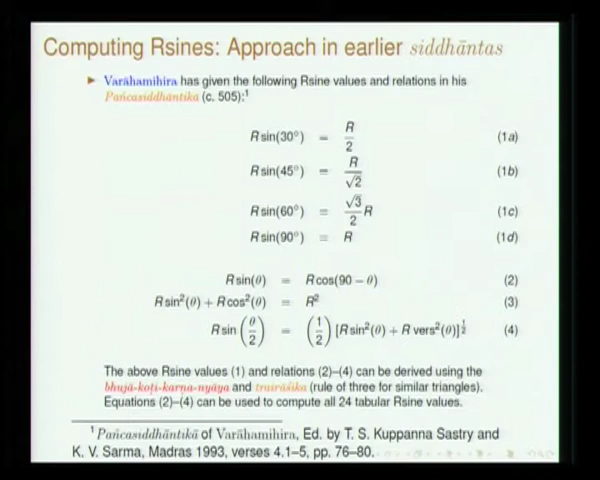 Computing Rsines: Approach in earlier siddhāntas
► Varāhamihira has given the following Rsine values and relations in his
Pañcasiddhāntikā (c. 505):¹
R sin(30°) = R/2 (1a)
R sin(45°) = R/√2 (1b)
R sin(60°) = √3/2 R (1c)
R sin(90°) = R (1d)
R sin(θ) = R cos(90 − θ) (2)
R sin²(θ) + R cos²(θ) = R² (3)
R sin (θ/2) = (1/2) [R sin²(θ) + R vers²(θ)]^½ (4)
The above Rsine values (1) and relations (2)–(4) can be derived using the
bhujā-koṭi-karṇa-nyāya and trairāśika (rule of three for similar triangles).
Equations (2)–(4) can be used to compute all 24 tabular Rsine values.
¹Pañcasiddhāntikā of Varāhamihira, Ed. by T. S. Kuppanna Sastry and
K. V. Sarma, Madras 1993, verses 4.1–5, pp. 76–80.